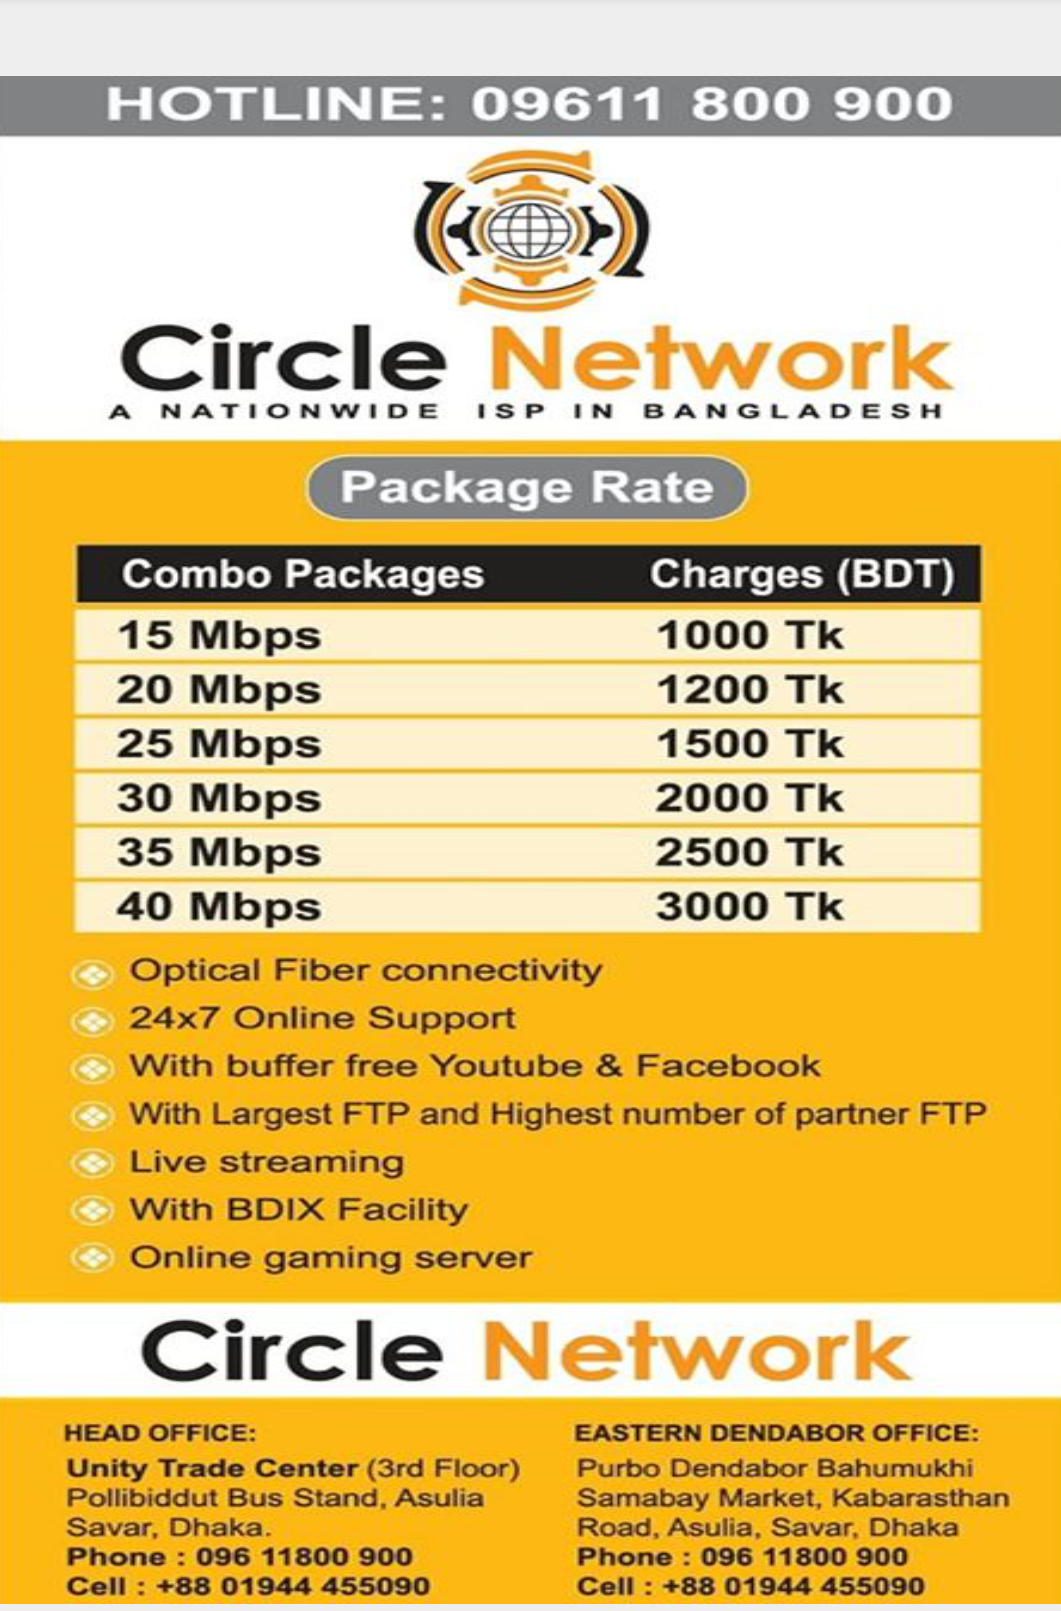 HOTLINE: 09611 800 900
Circle Network
A NATIONWIDE ISP IN BANGLADESH
Package Rate
Combo Packages Charges (BDT)
15 Mbps 1000 Tk
20 Mbps 1200 Tk
25 Mbps 1500 Tk
30 Mbps 2000 Tk
35 Mbps 2500 Tk
40 Mbps 3000 Tk
Optical Fiber connectivity
24x7 Online Support
With buffer free Youtube & Facebook
With Largest FTP and Highest number of partner FTP
Live streaming
With BDIX Facility
Online gaming server
Circle Network
HEAD OFFICE:
Unity Trade Center (3rd Floor)
Pollibiddut Bus Stand, Asulia
Savar, Dhaka.
Phone : 096 11800 900
Cell : +88 01944 455090
EASTERN DENDABOR OFFICE:
Purbo Dendabor Bahumukhi
Samabay Market, Kabarasthan
Road, Asulia, Savar, Dhaka
Phone : 096 11800 900
Cell : +88 01944 455090